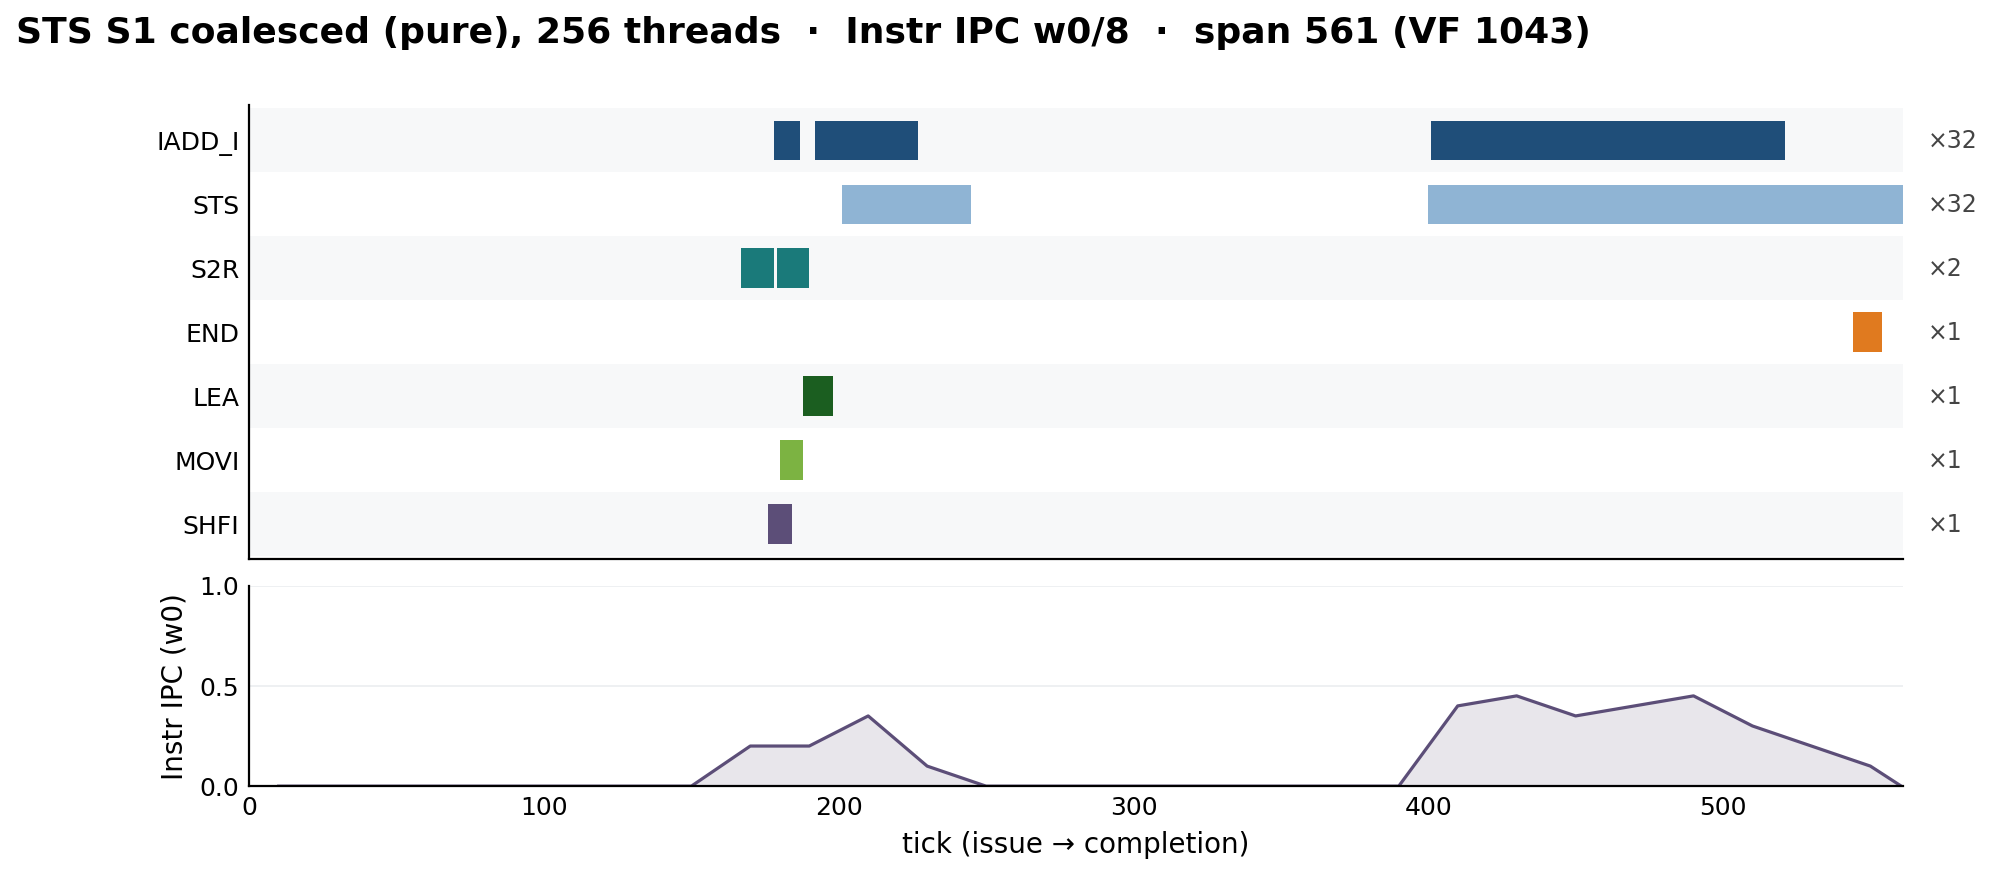 STS S1 coalesced (pure), 256 threads · Instr IPC w0/8 · span 561 (VF 1043)
IADD_I ×32
STS ×32
S2R ×2
END ×1
LEA ×1
MOVI ×1
SHFI ×1
1.0
0.5
0.0
Instr IPC (w0)
0 100 200 300 400 500
tick (issue → completion)